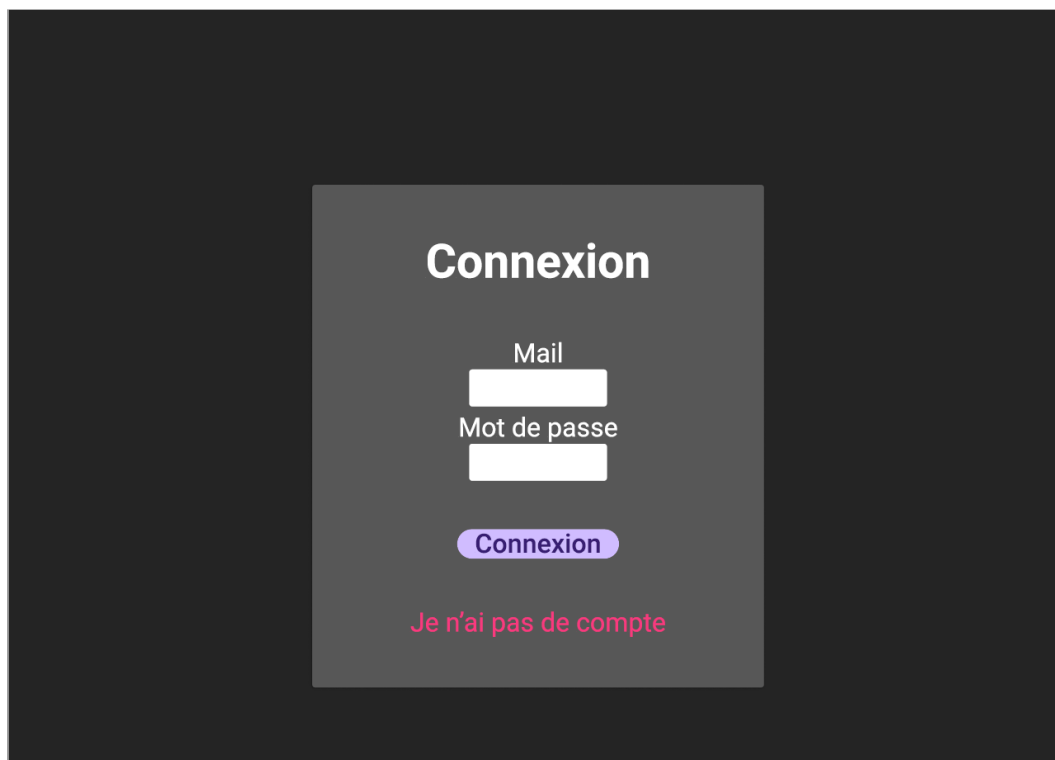 Connexion
Mail
Mot de passe
Connexion
Je n’ai pas de compte